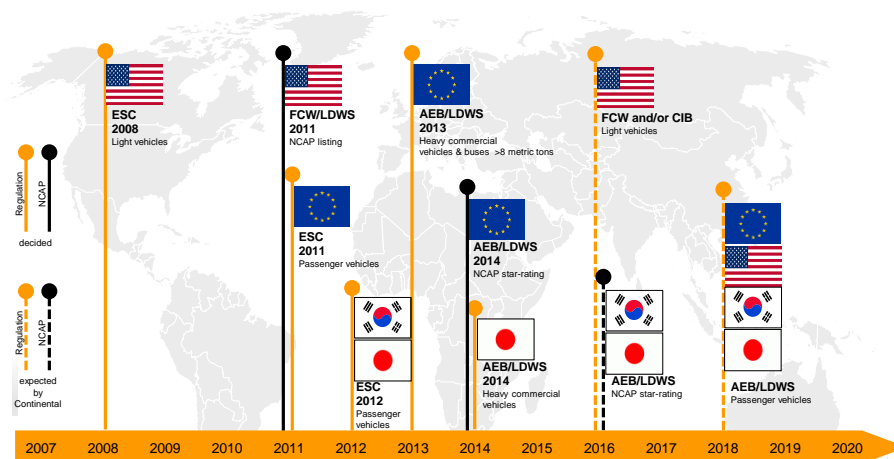 ESC
2008
Light vehicles
FCW/LDWS
2011
NCAP listing
AEB/LDWS
2013
Heavy commercial
vehicles & buses >8 metric tons
FCW and/or CIB
Light vehicles
Regulation
NCAP
decided
ESC
2011
Passenger vehicles
AEB/LDWS
2014
NCAP star-rating
Regulation
NCAP
expected
by
Continental
ESC
2012
Passenger
vehicles
AEB/LDWS
2014
Heavy commercial
vehicles
AEB/LDWS
NCAP star-rating
AEB/LDWS
Passenger vehicles
2007 2008 2009 2010 2011 2012 2013 2014 2015 2016 2017 2018 2019 2020